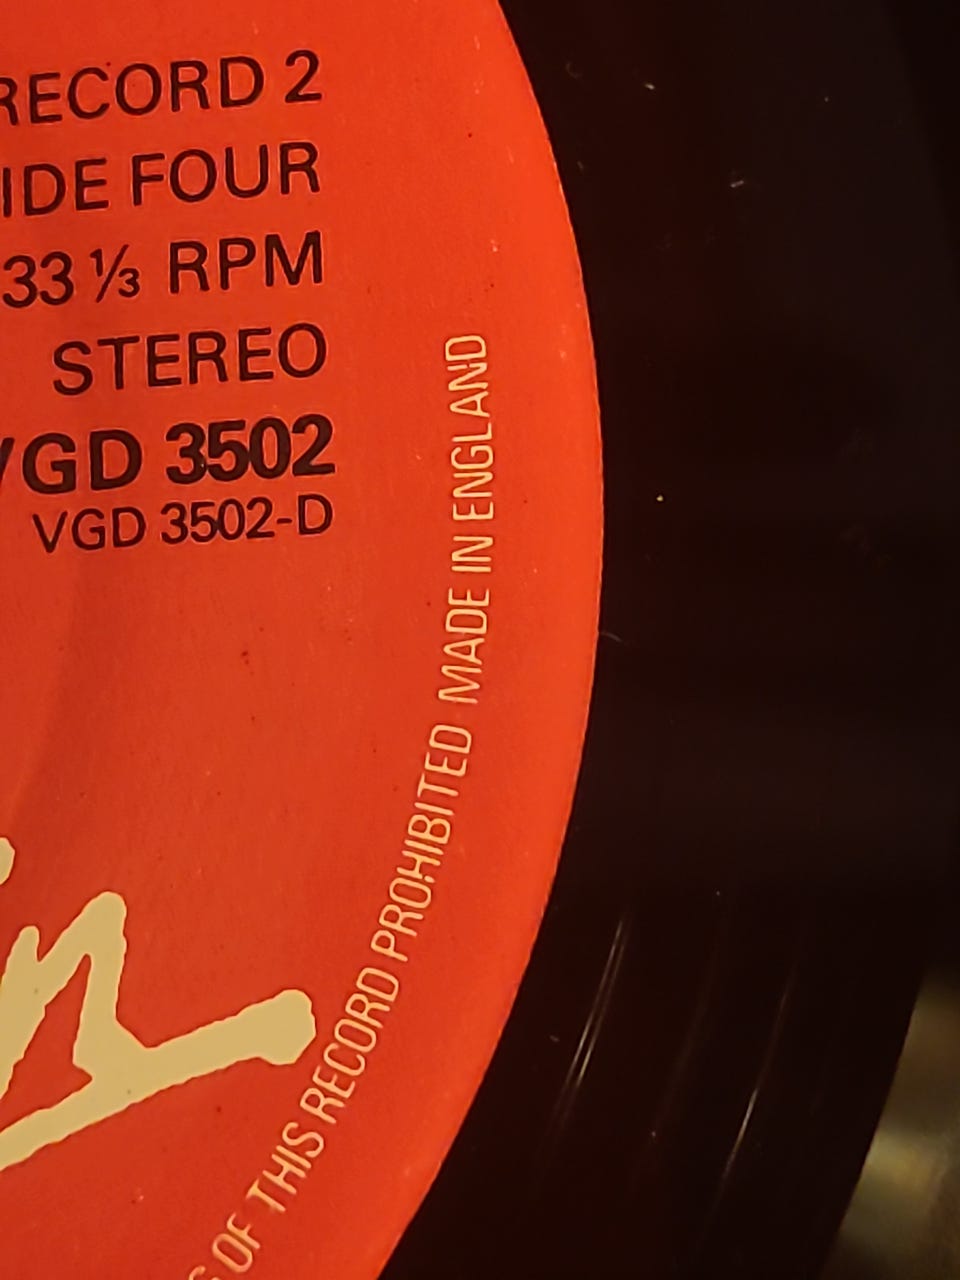 RECORD 2
IDE FOUR
33 ⅓ RPM
STEREO
VGD 3502
VGD 3502-D
OF THIS RECORD PROHIBITED MADE IN ENGLAND